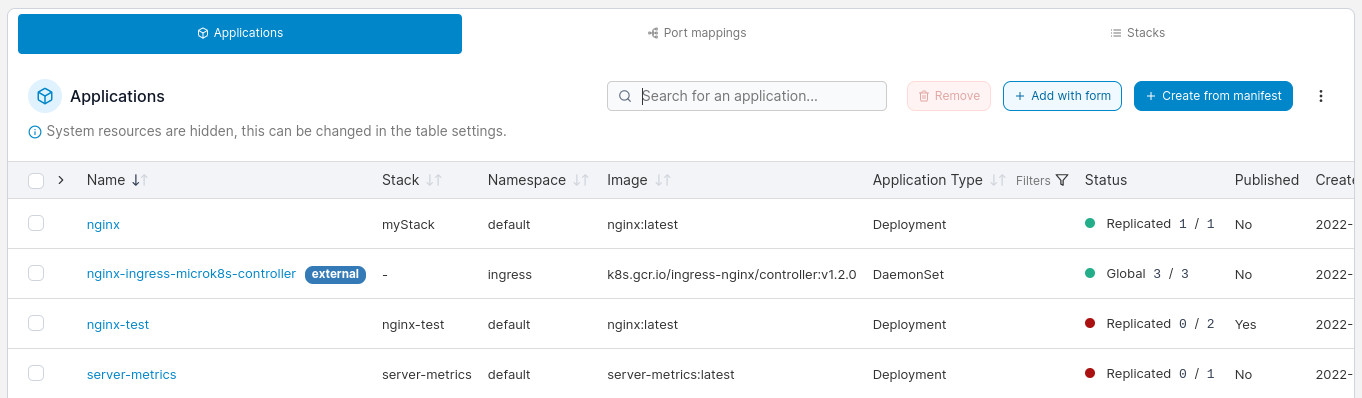 Applications Port mappings Stacks
Applications Search for an application... Remove + Add with form + Create from manifest
System resources are hidden, this can be changed in the table settings.
Name Stack Namespace Image Application Type Filters Status Published Create
nginx myStack default nginx:latest Deployment Replicated 1 / 1 No 2022-
nginx-ingress-microk8s-controller external - ingress k8s.gcr.io/ingress-nginx/controller:v1.2.0 DaemonSet Global 3 / 3 No 2022-
nginx-test nginx-test default nginx:latest Deployment Replicated 0 / 2 Yes 2022-
server-metrics server-metrics default server-metrics:latest Deployment Replicated 0 / 1 No 2022-